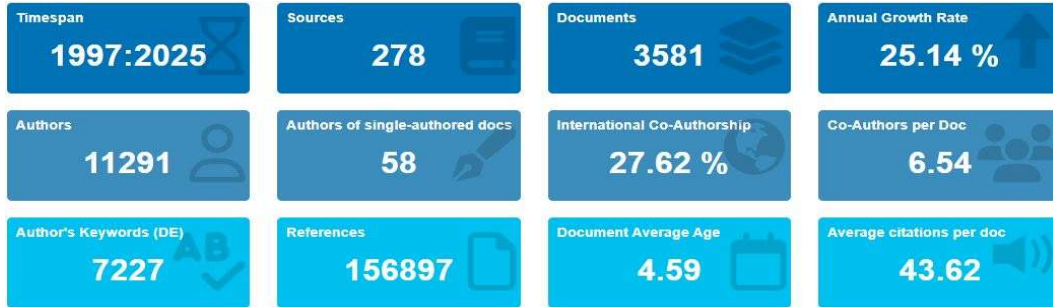 Timespan
1997:2025
Sources
278
Documents
3581
Annual Growth Rate
25.14 %
Authors
11291
Authors of single-authored docs
58
International Co-Authorship
27.62 %
Co-Authors per Doc
6.54
Author's Keywords (DE)
7227
AB
References
156897
Document Average Age
4.59
Average citations per doc
43.62